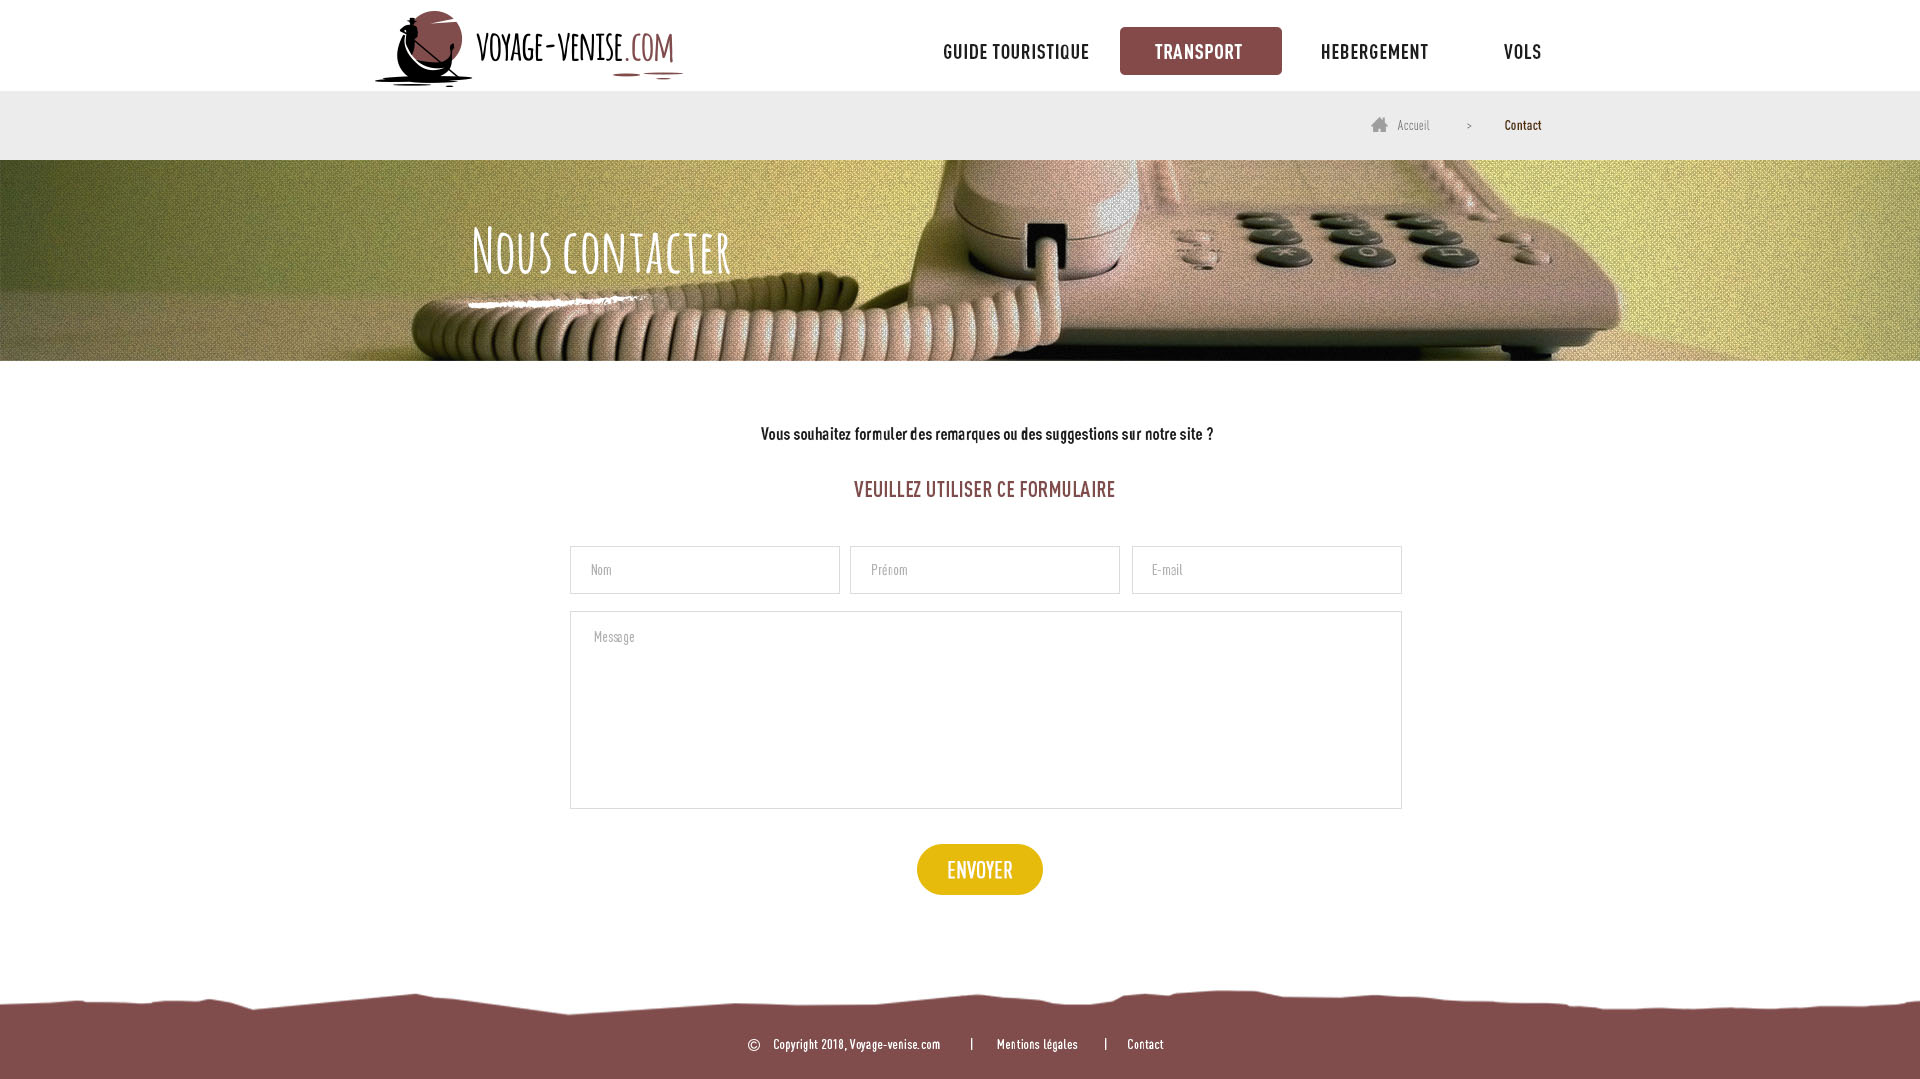 VOYAGE-VENISE.COM
GUIDE TOURISTIQUE
TRANSPORT
HEBERGEMENT
VOLS
Accueil > Contact
NOUS CONTACTER
Vous souhaitez formuler des remarques ou des suggestions sur notre site ?
VEUILLEZ UTILISER CE FORMULAIRE
Nom
Prénom
E-mail
Message
ENVOYER
© Copyright 2018, Voyage-venise.com | Mentions légales | Contact